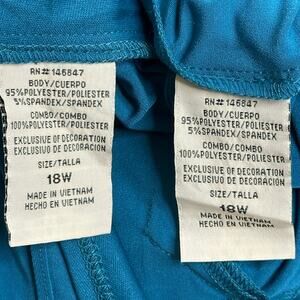 RN# 146847
BODY/CUERPO
95%POLYESTER/POLIESTER
5%SPANDEX/SPANDEX
COMBO/COMBO
100%POLYESTER/POLIESTER
EXCLUSIVE OF DECORATION
EXCLUSIVO DE DECORACION
SIZE/TALLA
18W
MADE IN VIETNAM
HECHO EN VIETNAM
RN# 146847
BODY/CUERPO
95%POLYESTER/POLIESTER
5%SPANDEX/SPANDEX
COMBO/COMBO
100%POLYESTER/POLIESTER
EXCLUSIVE OF DECORATION
EXCLUSIVO DE DECORACION
SIZE/TALLA
18W
MADE IN VIETNAM
HECHO EN VIETNAM